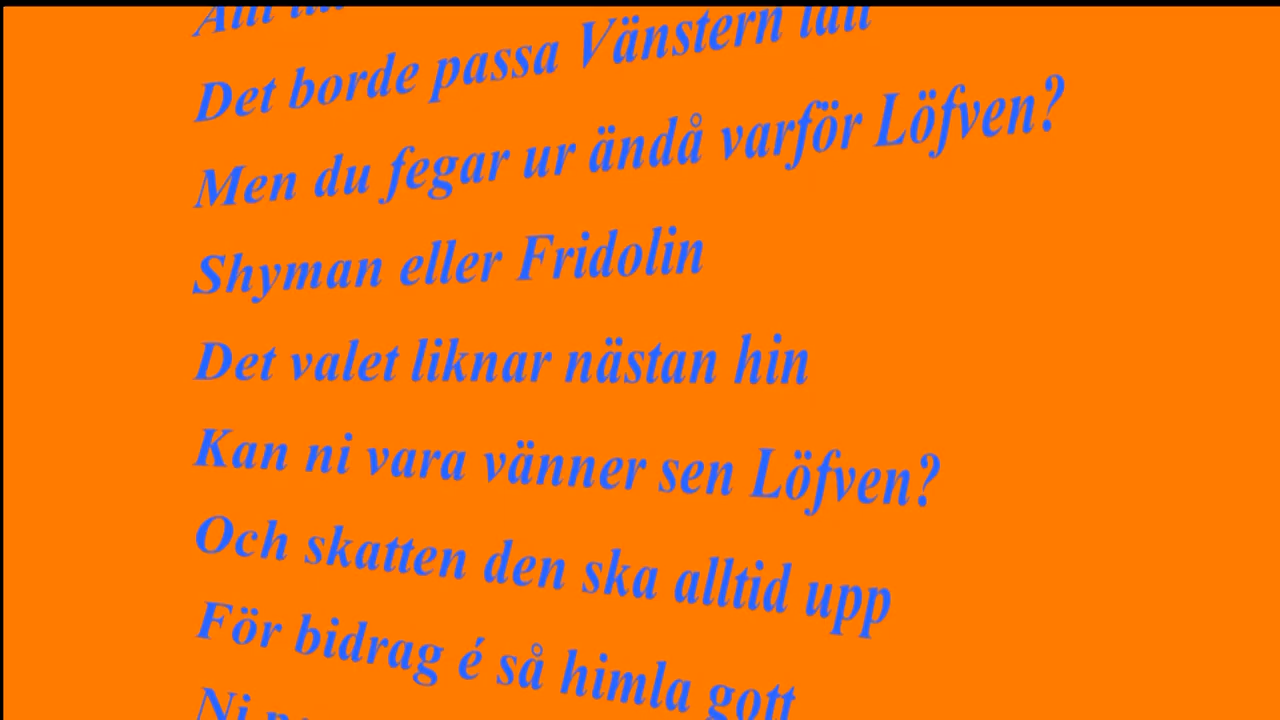 Det borde passa Vänstern lätt
Men du fegar ur ändå varför Löfven?
Shyman eller Fridolin
Det valet liknar nästan hin
Kan ni vara vänner sen Löfven?
Och skatten den ska alltid upp
För bidrag é så himla gott
Ni